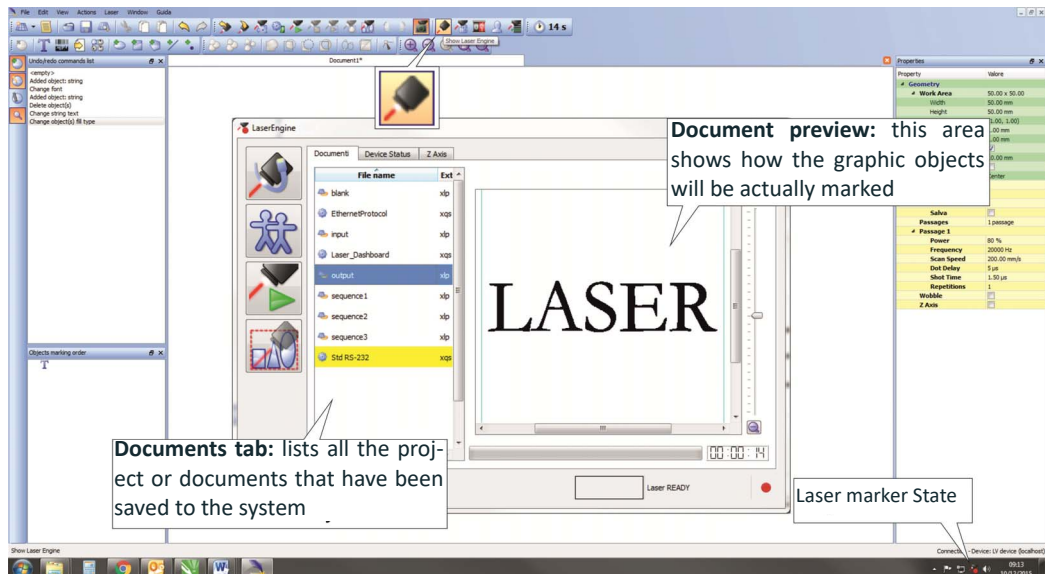 File Edit View Actions Laser Window Guida
14 s
Show Laser Engine
Undo/redo commands list
Document1*
Properties
<empty>
Added object: string
Change font
Added object: string
Delete object(s)
Change string text
Change object(s) fill type
Property Valore
Geometry
Work Area 50.00 x 50.00
Width 50.00 mm
Height 50.00 mm
LaserEngine
Documenti Device Status Z Axis
File name Ext
blank xlp
EthernetProtocol xqs
input xlp
Laser_Dashboard xqs
output xlp
sequence1 xlp
sequence2 xlp
sequence3 xlp
Std RS-232 xqs
LASER
Document preview: this area
shows how the graphic objects
will be actually marked
Salva
Passages 1 passage
Passage 1
Power 80 %
Frequency 20000 Hz
Scan Speed 200.00 mm/s
Dot Delay 5 µs
Shot Time 1.50 µs
Repetitions 1
Wobble
Z Axis
Objects marking order
T
Documents tab: lists all the proj-
ect or documents that have been
saved to the system
00:00:14
Laser READY
Laser marker State
Show Laser Engine
Device: LV device (localhost)
09:13
10/12/2015